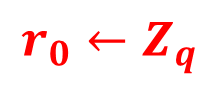 r₀ ← Z_q